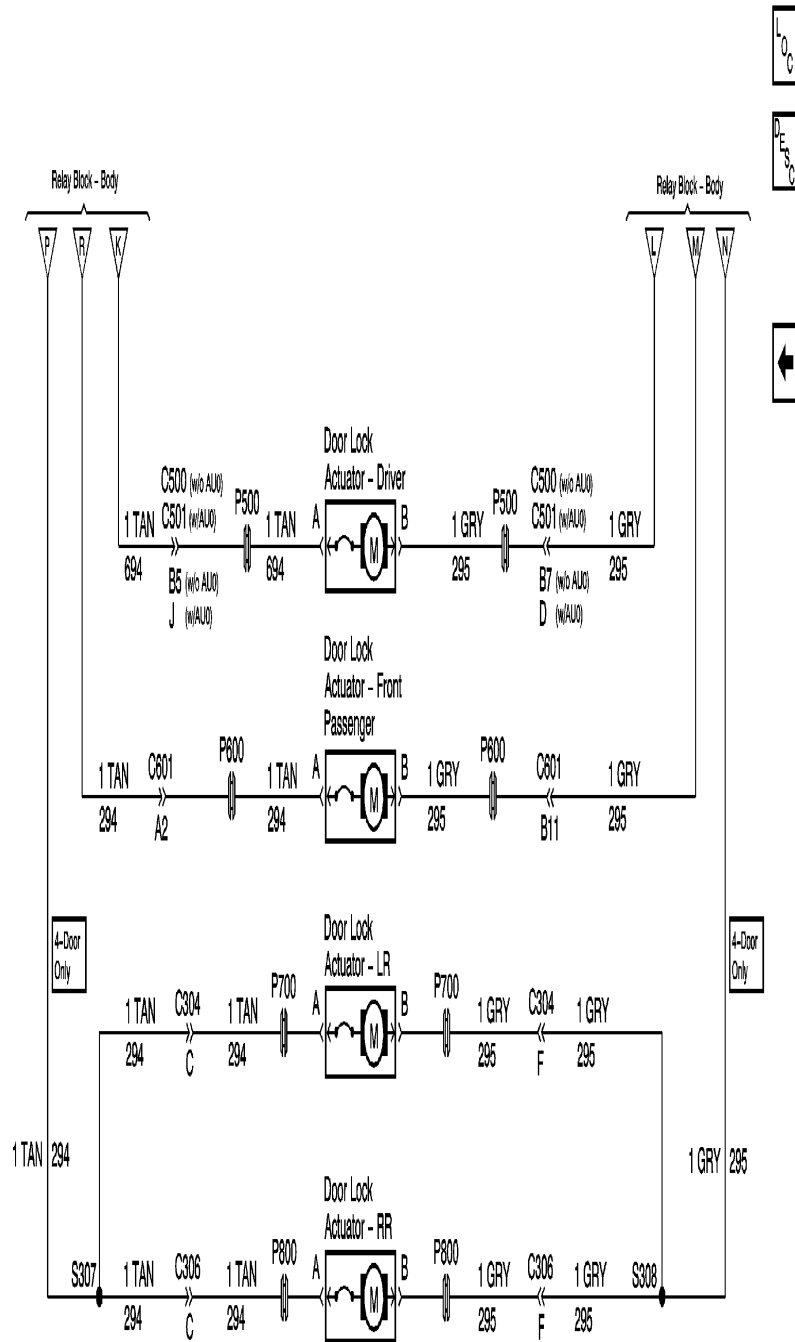 LOC
DESC
Relay Block – Body
Relay Block – Body
P R K
L M N
Door Lock
Actuator – Driver
C500 (w/o AU0)
C501 (w/AU0)
P500
1 TAN
694
B5 (w/o AU0)
J (w/AU0)
1 TAN
694
A
M
B
1 GRY
295
P500
C500 (w/o AU0)
C501 (w/AU0)
B7 (w/o AU0)
D (w/AU0)
1 GRY
295
Door Lock
Actuator – Front
Passenger
1 TAN
294
C601
A2
P600
1 TAN
294
A
M
B
1 GRY
295
P600
C601
B11
1 GRY
295
4–Door
Only
4–Door
Only
Door Lock
Actuator – LR
1 TAN
294
C304
C
1 TAN
294
P700
A
M
B
P700
1 GRY
295
C304
F
1 GRY
295
1 TAN 294
1 GRY 295
Door Lock
Actuator – RR
S307
1 TAN
294
C306
C
1 TAN
294
P800
A
M
B
P800
1 GRY
295
C306
F
1 GRY
295
S308